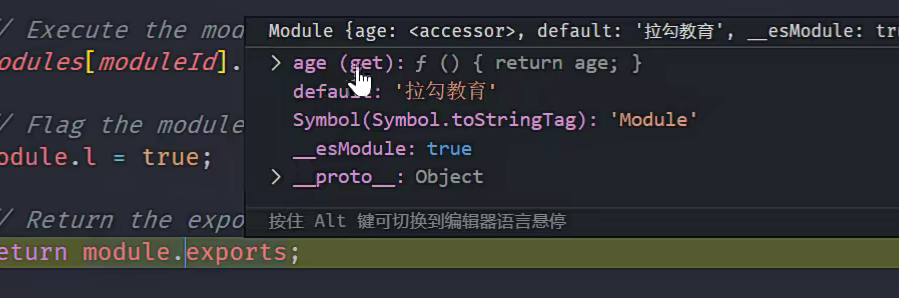 / Execute the mod
Module {age: <accessor>, default: '拉勾教育', __esModule: tru
odules[moduleId].
age (get): ƒ () { return age; }
default: '拉勾教育'
/ Flag the module
Symbol(Symbol.toStringTag): 'Module'
odule.l = true;
__esModule: true
__proto__: Object
/ Return the expo
按住 Alt 键可切换到编辑器语言悬停
eturn module.exports;